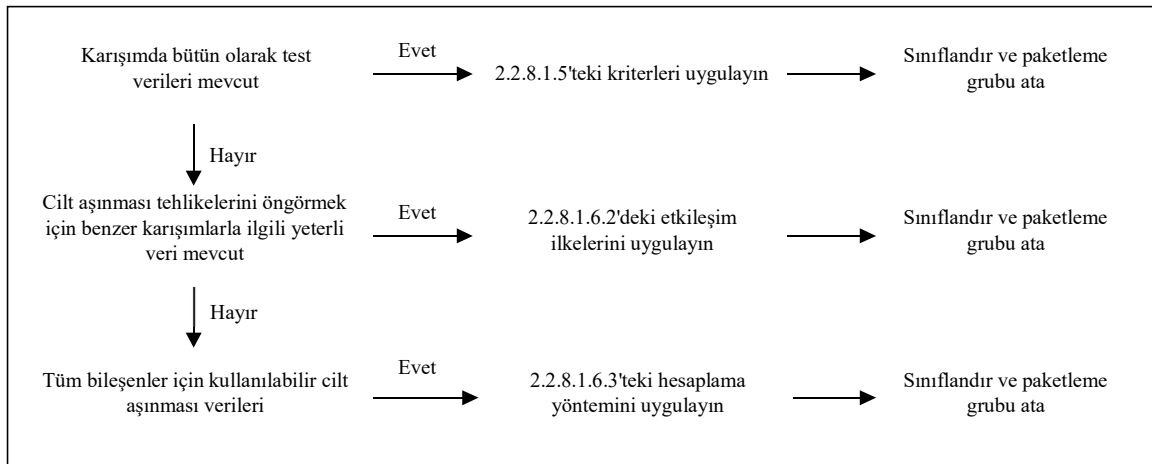 Karışımda bütün olarak test
verileri mevcut
Evet
2.2.8.1.5'teki kriterleri uygulayın
Sınıflandır ve paketleme
grubu ata
Hayır
Cilt aşınması tehlikelerini öngörmek
için benzer karışımlarla ilgili yeterli
veri mevcut
Evet
2.2.8.1.6.2'deki etkileşim
ilkelerini uygulayın
Sınıflandır ve paketleme
grubu ata
Hayır
Tüm bileşenler için kullanılabilir cilt
aşınması verileri
Evet
2.2.8.1.6.3'teki hesaplama
yöntemini uygulayın
Sınıflandır ve paketleme
grubu ata